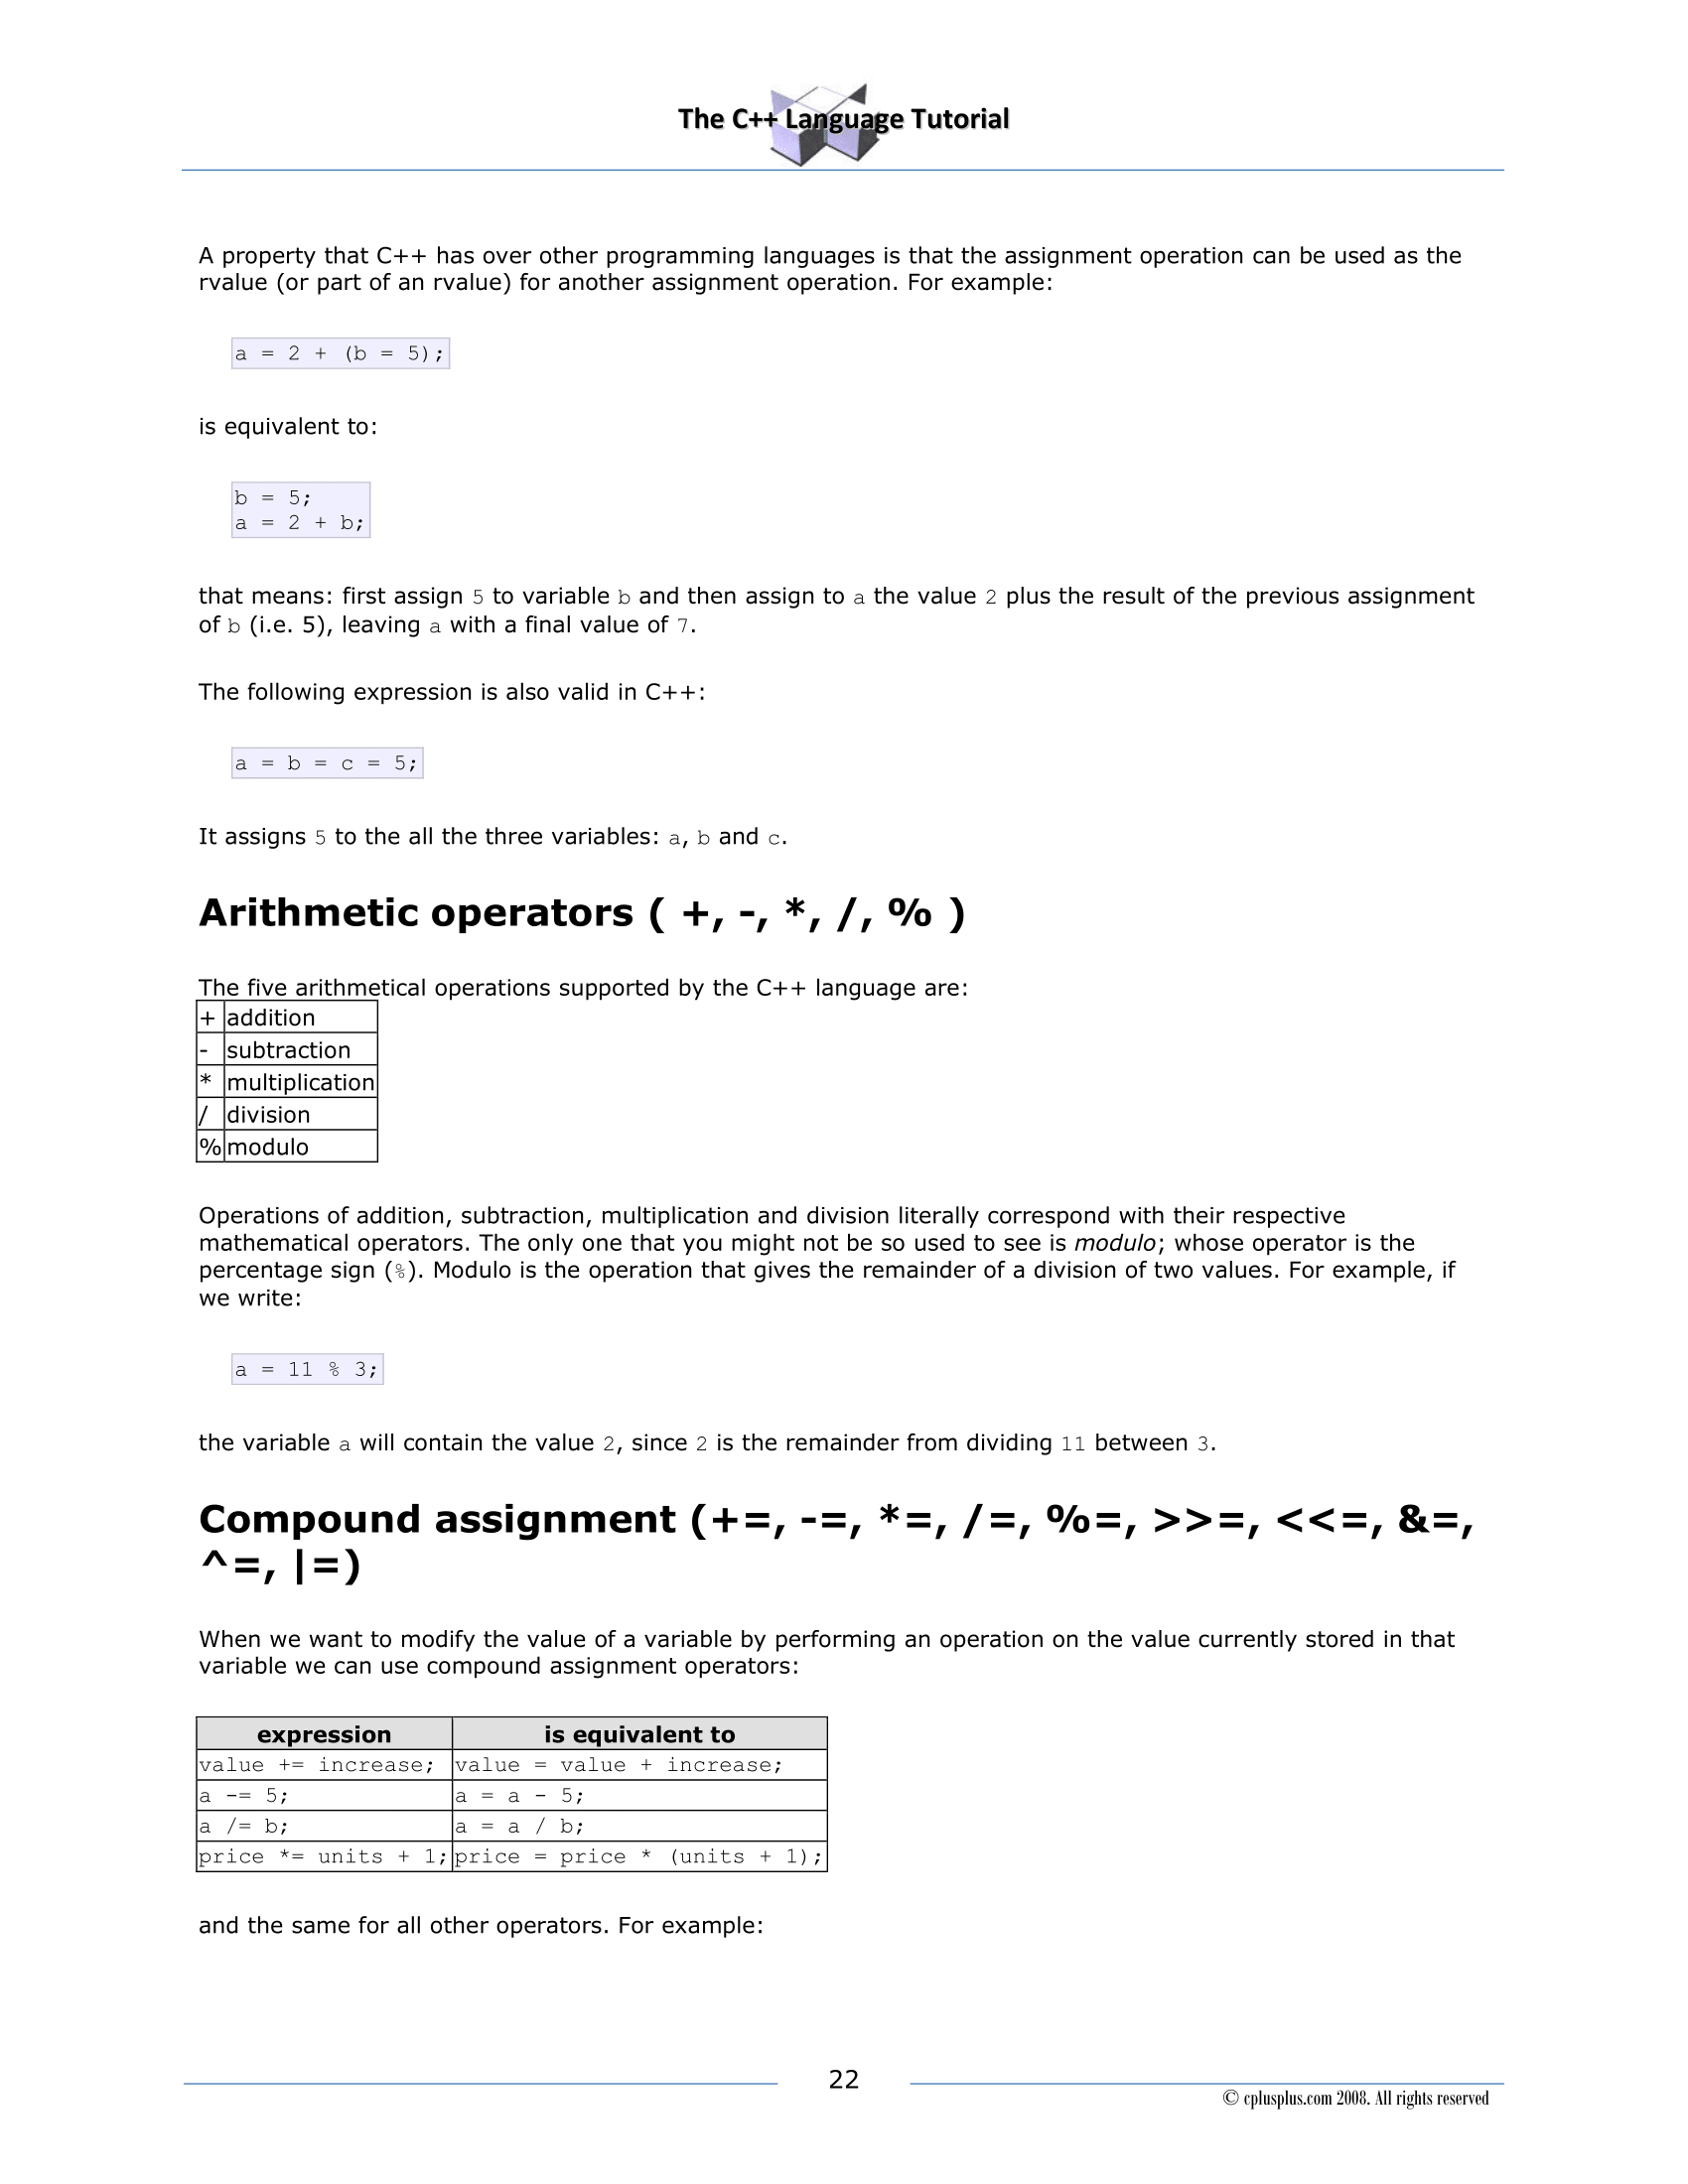 The C++ Language Tutorial
A property that C++ has over other programming languages is that the assignment operation can be used as the
rvalue (or part of an rvalue) for another assignment operation. For example:
a = 2 + (b = 5);
is equivalent to:
b = 5;
a = 2 + b;
that means: first assign 5 to variable b and then assign to a the value 2 plus the result of the previous assignment
of b (i.e. 5), leaving a with a final value of 7.
The following expression is also valid in C++:
a = b = c = 5;
It assigns 5 to the all the three variables: a, b and c.
Arithmetic operators ( +, -, *, /, % )
The five arithmetical operations supported by the C++ language are:
+ addition
- subtraction
* multiplication
/ division
% modulo
Operations of addition, subtraction, multiplication and division literally correspond with their respective
mathematical operators. The only one that you might not be so used to see is modulo; whose operator is the
percentage sign (%). Modulo is the operation that gives the remainder of a division of two values. For example, if
we write:
a = 11 % 3;
the variable a will contain the value 2, since 2 is the remainder from dividing 11 between 3.
Compound assignment (+=, -=, *=, /=, %=, >>=, <<=, &=,
^=, |=)
When we want to modify the value of a variable by performing an operation on the value currently stored in that
variable we can use compound assignment operators:
expression is equivalent to
value += increase; value = value + increase;
a -= 5; a = a - 5;
a /= b; a = a / b;
price *= units + 1; price = price * (units + 1);
and the same for all other operators. For example:
22
© cplusplus.com 2008. All rights reserved